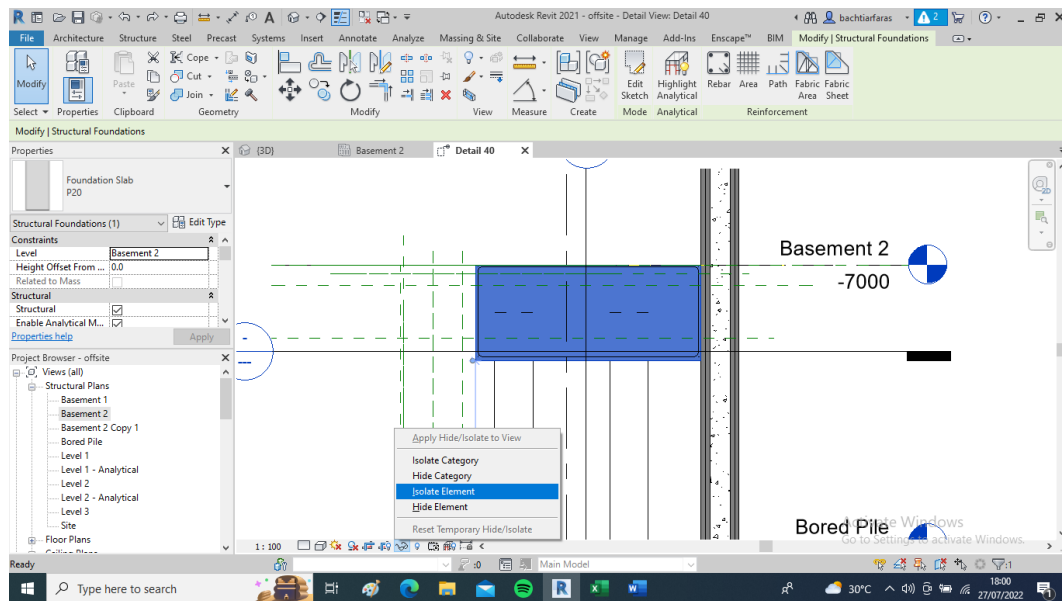 Autodesk Revit 2021 - offsite - Detail View: Detail 40
bachtiarfaras
2
File Architecture Structure Steel Precast Systems Insert Annotate Analyze Massing & Site Collaborate View Manage Add-Ins Enscape™ BIM Modify | Structural Foundations
Modify
Paste
Cope
Cut
Join
Edit Sketch
Highlight Analytical
Rebar
Area
Path
Fabric Area
Fabric Sheet
Select Properties Clipboard Geometry Modify View Measure Create Mode Analytical Reinforcement
Modify | Structural Foundations
Properties
{3D}
Basement 2
Detail 40
Foundation Slab
P20
Structural Foundations (1)
Edit Type
Constraints
Level Basement 2
Height Offset From ... 0.0
Related to Mass
Structural
Structural
Enable Analytical M...
Properties help
Apply
Project Browser - offsite
Views (all)
Structural Plans
Basement 1
Basement 2
Basement 2 Copy 1
Bored Pile
Level 1
Level 1 - Analytical
Level 2
Level 2 - Analytical
Level 3
Site
Floor Plans
Basement 2
-7000
Apply Hide/Isolate to View
Isolate Category
Hide Category
Isolate Element
Hide Element
Reset Temporary Hide/Isolate
Bored Pile
Activate Windows
Go to Settings to activate Windows.
1 : 100
Ready
:0
Main Model
:1
Type here to search
30°C
18:00
27/07/2022